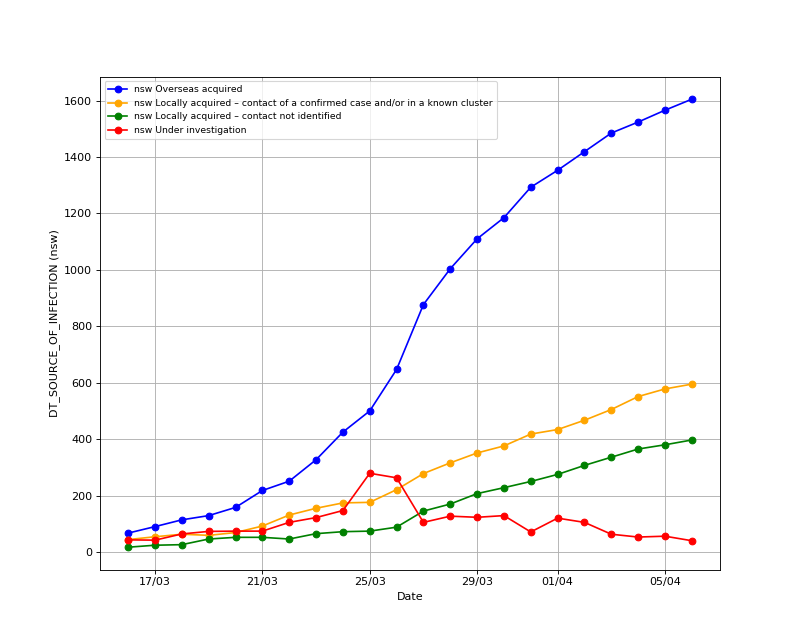 nsw Overseas acquired
nsw Locally acquired – contact of a confirmed case and/or in a known cluster
nsw Locally acquired – contact not identified
nsw Under investigation
DT_SOURCE_OF_INFECTION (nsw)
1600
1400
1200
1000
800
600
400
200
0
17/03 21/03 25/03 29/03 01/04 05/04
Date